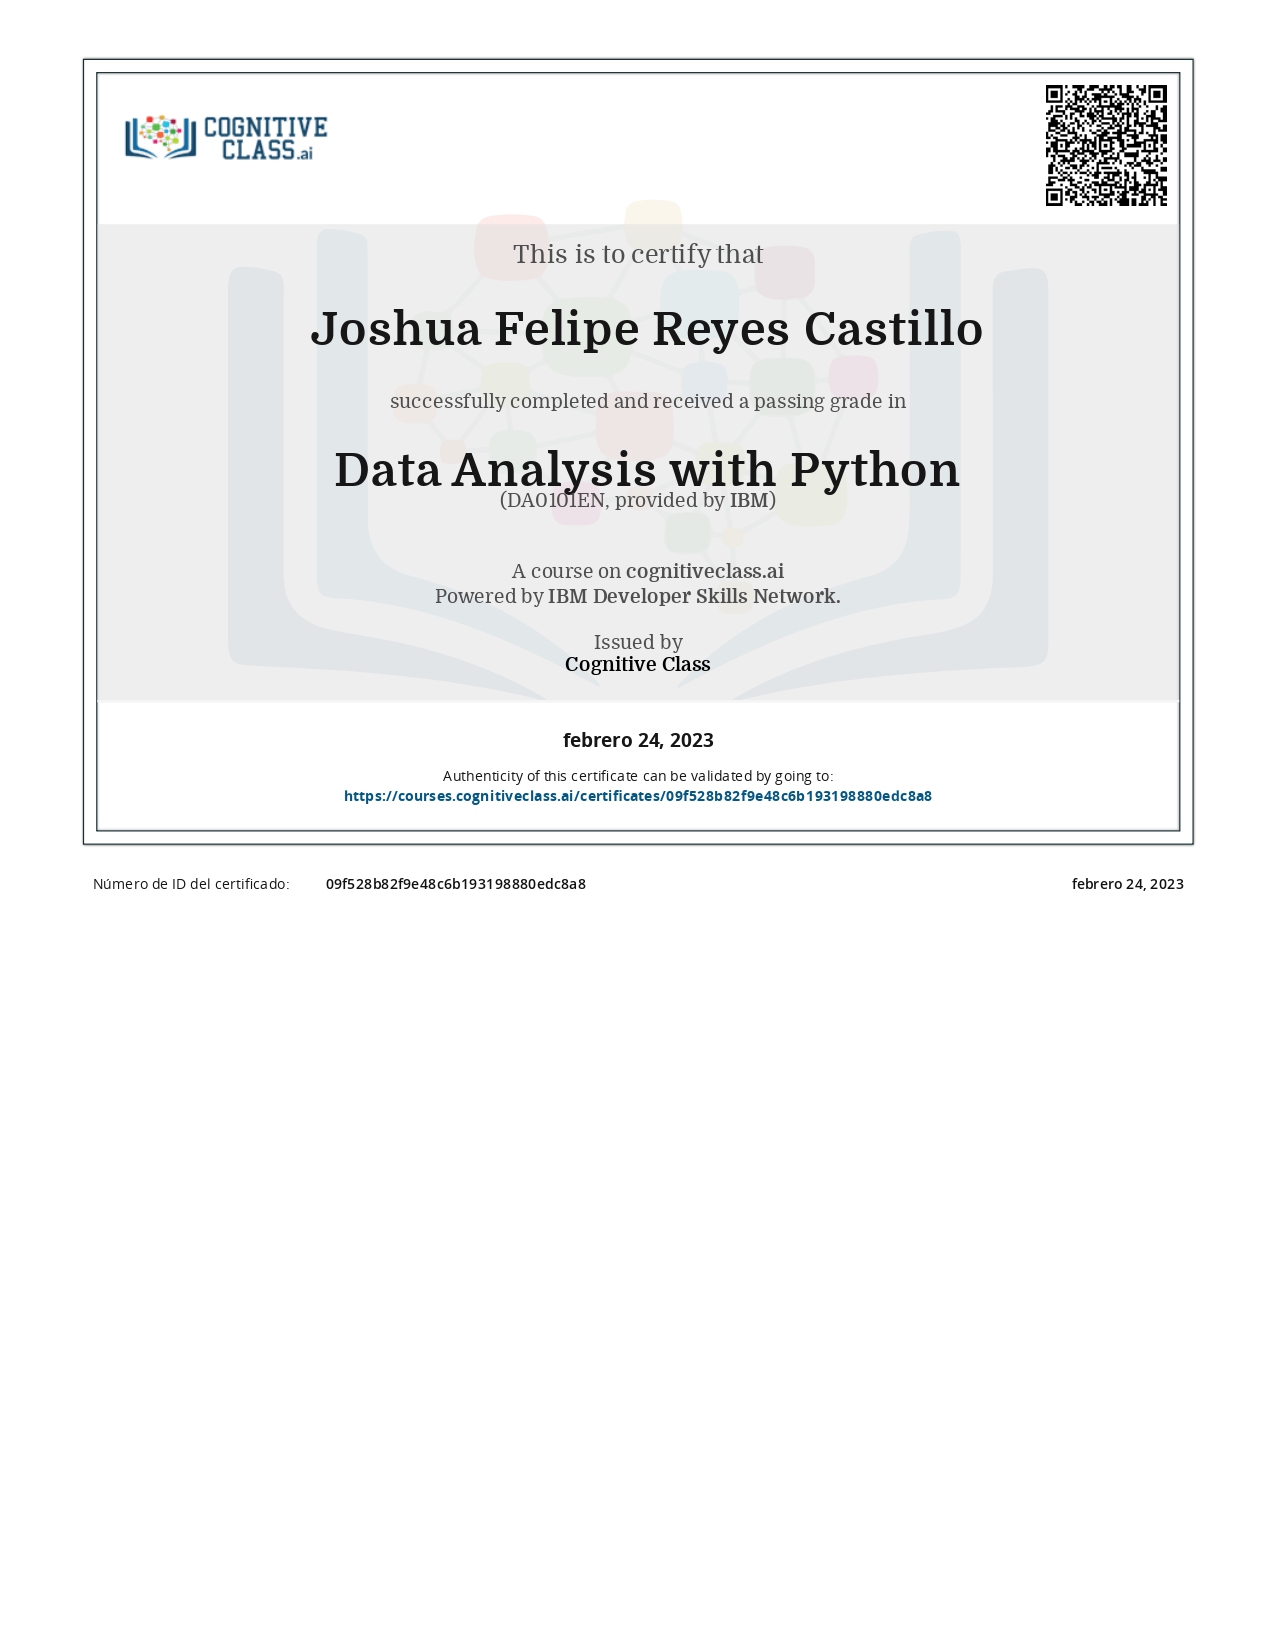 COGNITIVE
CLASS.ai
This is to certify that
Joshua Felipe Reyes Castillo
successfully completed and received a passing grade in
Data Analysis with Python
(DA0101EN, provided by IBM)
A course on cognitiveclass.ai
Powered by IBM Developer Skills Network.
Issued by
Cognitive Class
febrero 24, 2023
Authenticity of this certificate can be validated by going to:
https://courses.cognitiveclass.ai/certificates/09f528b82f9e48c6b193198880edc8a8
Número de ID del certificado: 09f528b82f9e48c6b193198880edc8a8 febrero 24, 2023